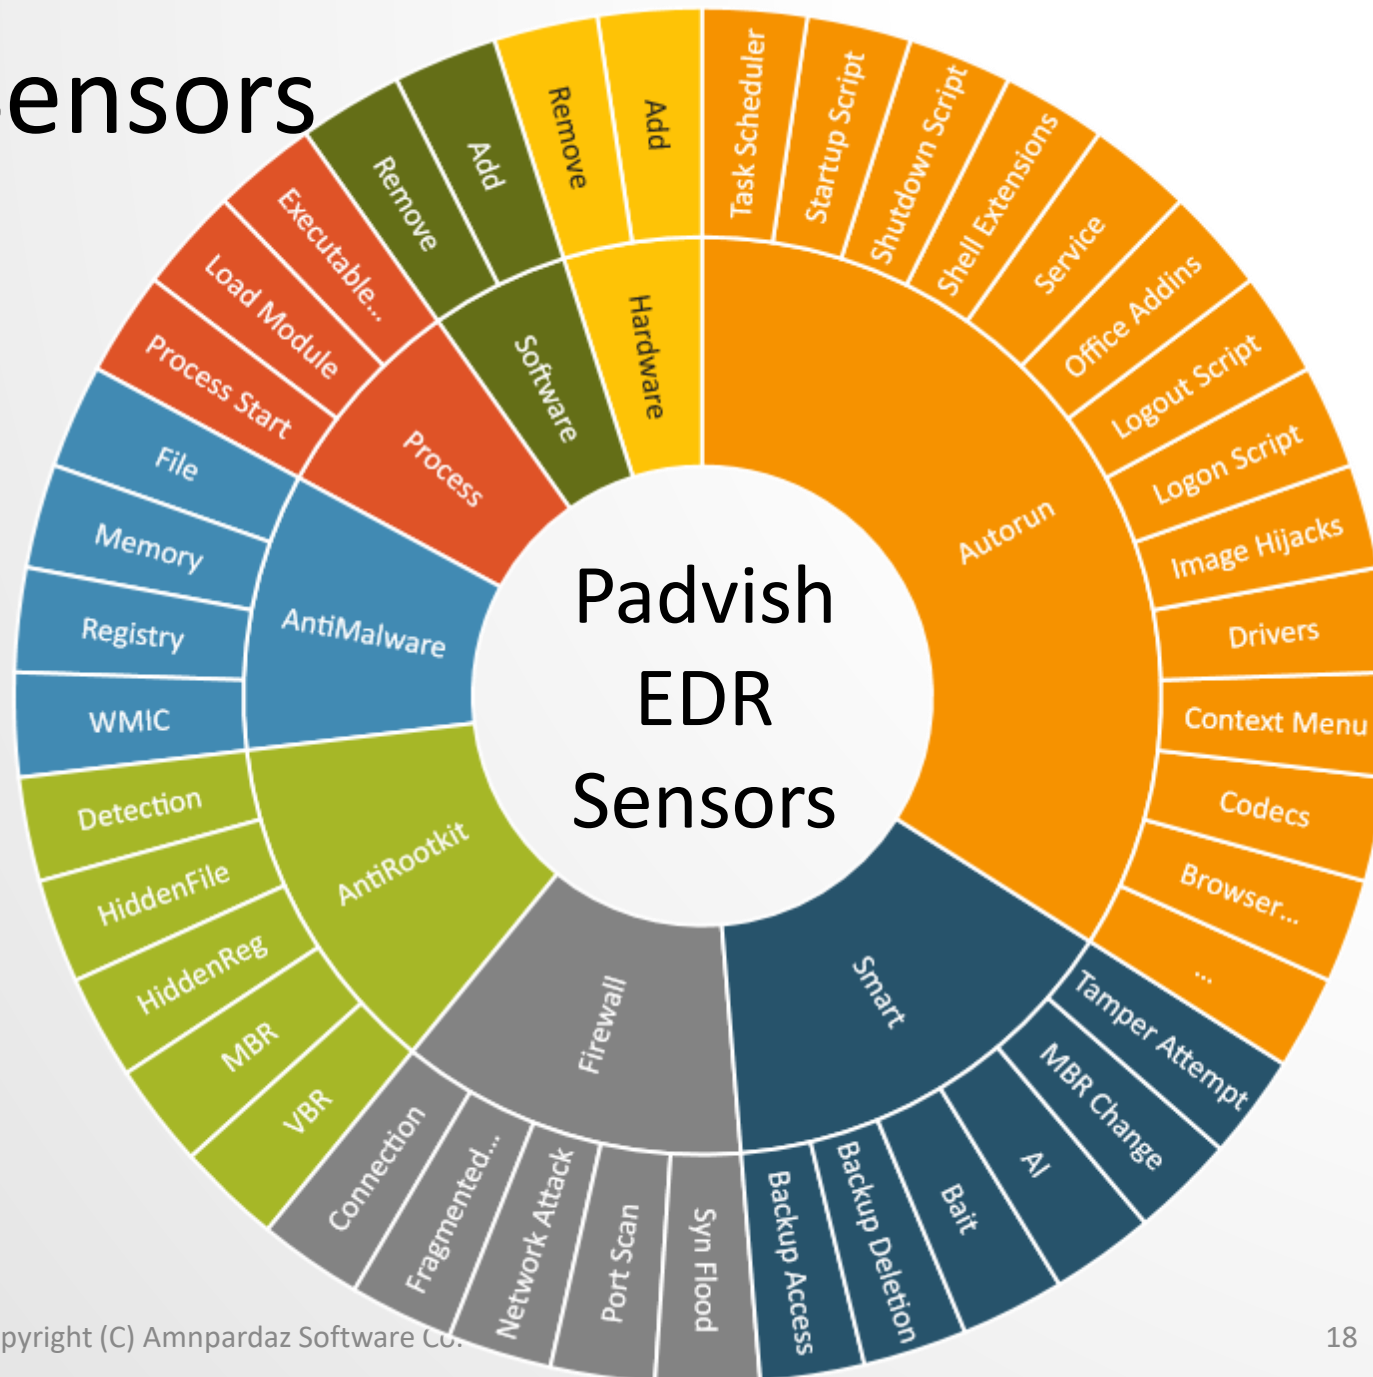 ensors
Padvish
EDR
Sensors
Autorun
Task Scheduler
Startup Script
Shutdown Script
Shell Extensions
Service
Office Addins
Logout Script
Logon Script
Image Hijacks
Drivers
Context Menu
Codecs
Browser...
...
Smart
Tamper Attempt
MBR Change
AI
Bait
Backup Deletion
Backup Access
Firewall
Syn Flood
Port Scan
Network Attack
Fragmented...
Connection
AntiRootkit
VBR
MBR
HiddenReg
HiddenFile
Detection
AntiMalware
WMIC
Registry
Memory
File
Process
Process Start
Load Module
Executable...
Software
Remove
Add
Hardware
Remove
Add
pyright (C) Amnpardaz Software Co.
18